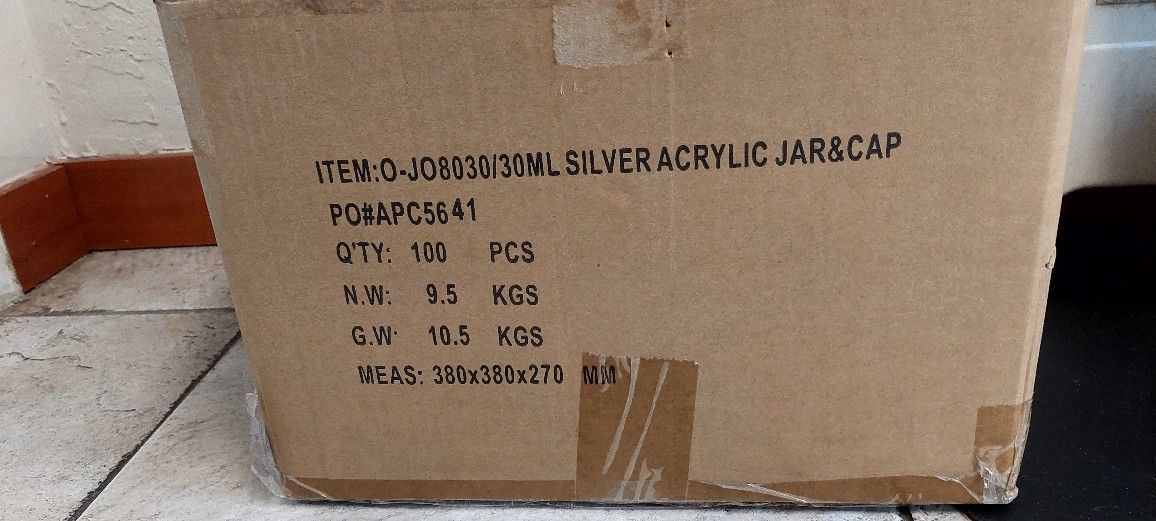 ITEM:O-JO8030/30ML SILVER ACRYLIC JAR&CAP
PO#APC5641
Q'TY: 100 PCS
N.W: 9.5 KGS
G.W: 10.5 KGS
MEAS: 380x380x270 MM